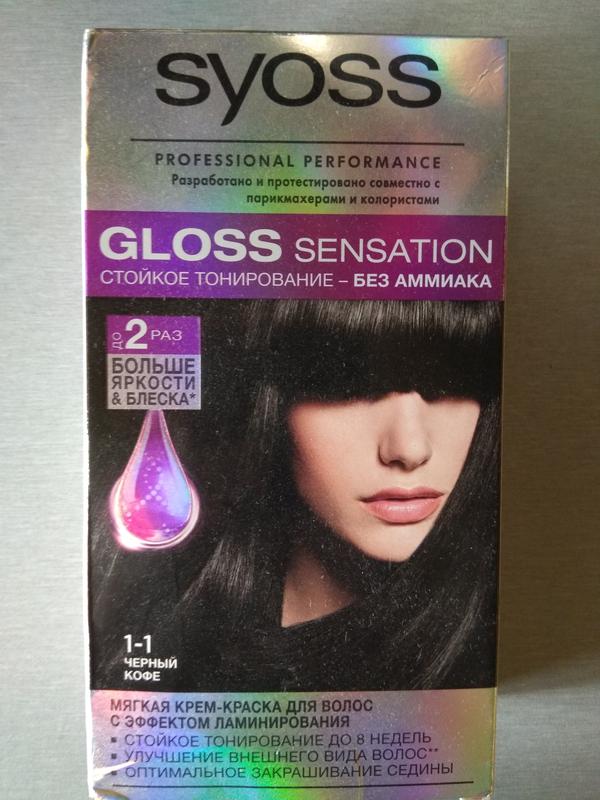 syoss
PROFESSIONAL PERFORMANCE
Разработано и протестировано совместно с
парикмахерами и колористами
GLOSS SENSATION
СТОЙКОЕ ТОНИРОВАНИЕ – БЕЗ АММИАКА
ДО 2 РАЗ
БОЛЬШЕ
ЯРКОСТИ
& БЛЕСКА*
1-1
ЧЕРНЫЙ
КОФЕ
МЯГКАЯ КРЕМ-КРАСКА ДЛЯ ВОЛОС
С ЭФФЕКТОМ ЛАМИНИРОВАНИЯ
▪ СТОЙКОЕ ТОНИРОВАНИЕ ДО 8 НЕДЕЛЬ
▪ УЛУЧШЕНИЕ ВНЕШНЕГО ВИДА ВОЛОС**
▪ ОПТИМАЛЬНОЕ ЗАКРАШИВАНИЕ СЕДИНЫ